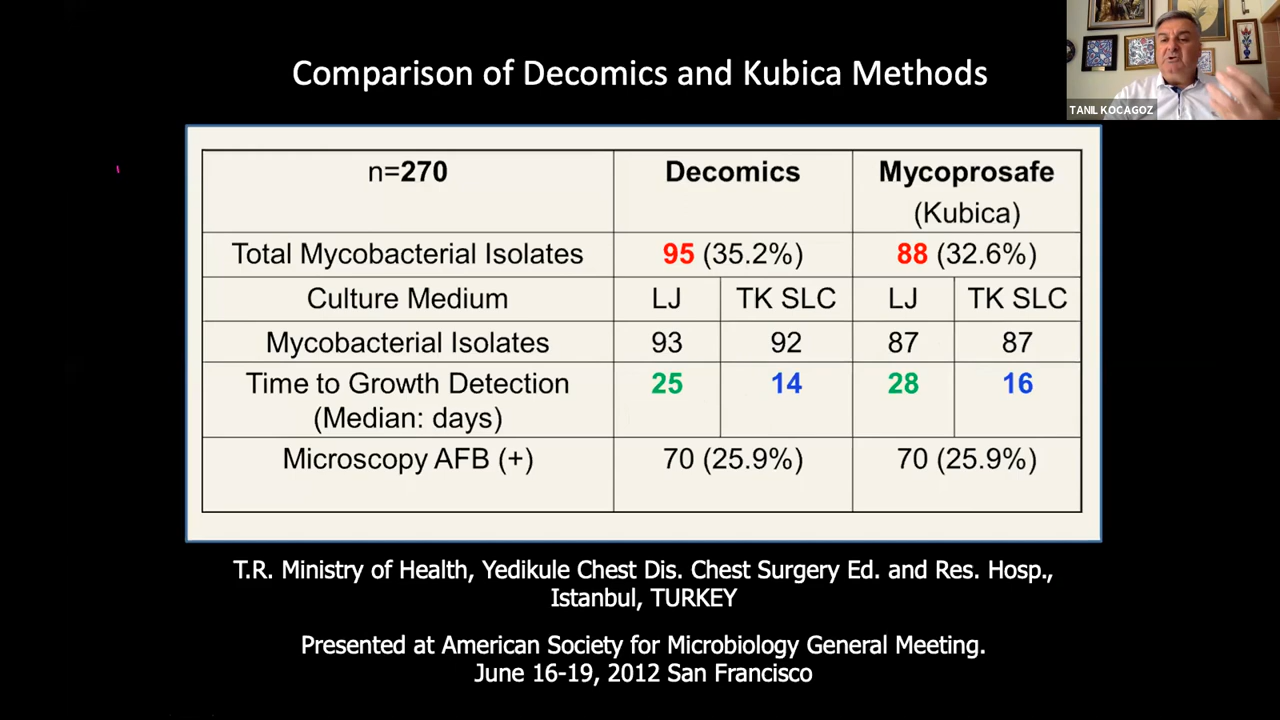 Comparison of Decomics and Kubica Methods
TANIL KOCAGOZ
n=270 Decomics Mycoprosafe
(Kubica)
Total Mycobacterial Isolates 95 (35.2%) 88 (32.6%)
Culture Medium LJ TK SLC LJ TK SLC
Mycobacterial Isolates 93 92 87 87
Time to Growth Detection 25 14 28 16
(Median: days)
Microscopy AFB (+) 70 (25.9%) 70 (25.9%)
T.R. Ministry of Health, Yedikule Chest Dis. Chest Surgery Ed. and Res. Hosp.,
Istanbul, TURKEY
Presented at American Society for Microbiology General Meeting.
June 16-19, 2012 San Francisco